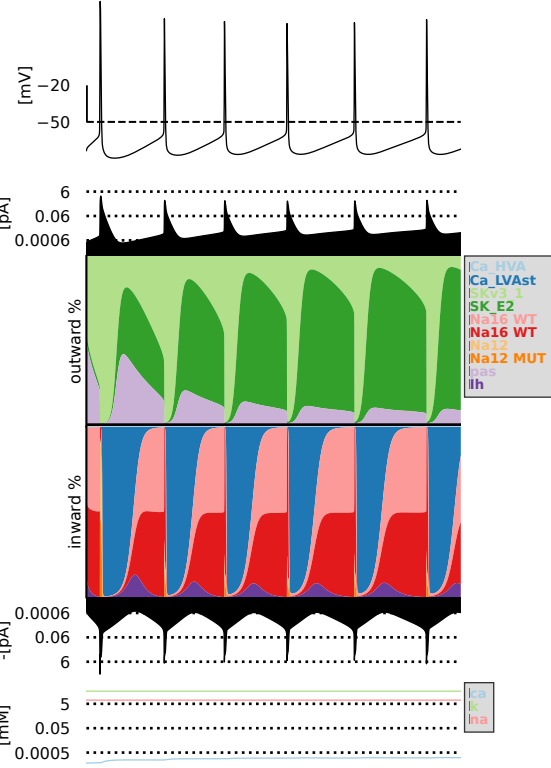 [mV]
−20
−50
[pA]
6
0.06
0.0006
outward %
Ca_HVA
Ca_LVAst
SKv3_1
SK_E2
Na16 WT
Na16 WT
Na12
Na12 MUT
pas
Ih
inward %
-[pA]
0.0006
0.06
6
[mM]
5
0.05
0.0005
ca
k
na